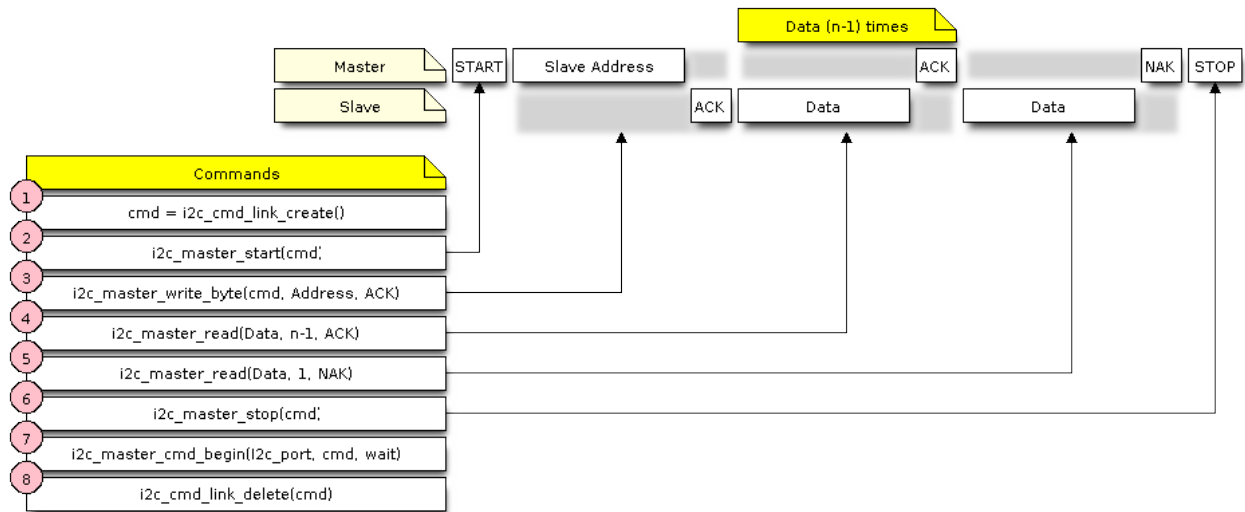 Data (n-1) times
Master START Slave Address ACK NAK STOP
Slave ACK Data Data
Commands
1
cmd = i2c_cmd_link_create()
2
i2c_master_start(cmd;
3
i2c_master_write_byte(cmd, Address, ACK)
4
i2c_master_read(Data, n-1, ACK)
5
i2c_master_read(Data, 1, NAK)
6
i2c_master_stop(cmd;
7
i2c_master_cmd_begin(I2c_port, cmd, wait)
8
i2c_cmd_link_delete(cmd)